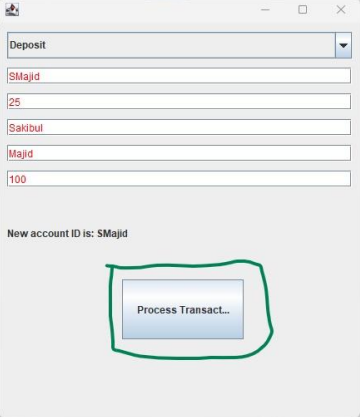 Deposit
SMajid
25
Sakibul
Majid
100
New account ID is: SMajid
Process Transact...